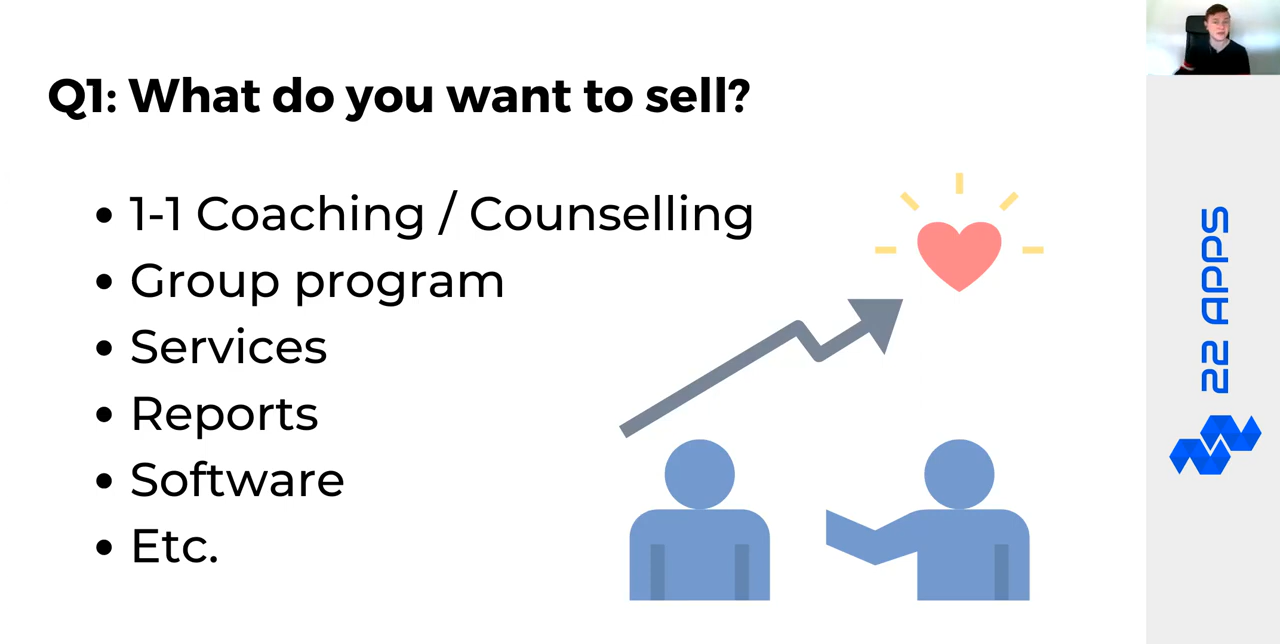 Q1: What do you want to sell?
1-1 Coaching / Counselling
Group program
Services
Reports
Software
Etc.
22 APPS